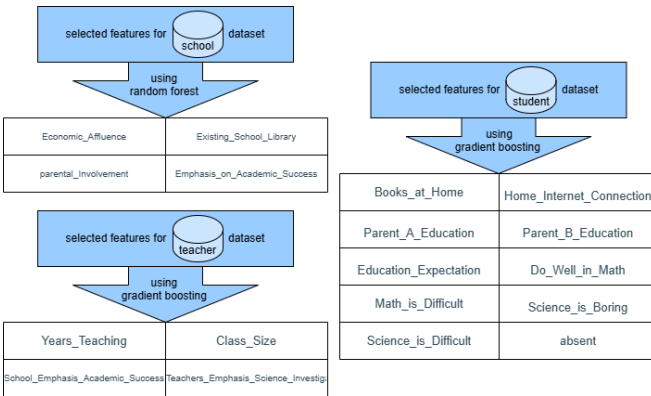 selected features for school dataset
using
random forest
Economic_Affluence Existing_School_Library
parental_Involvement Emphasis_on_Academic_Success
selected features for teacher dataset
using
gradient boosting
Years_Teaching Class_Size
School_Emphasis_Academic_Success Teachers_Emphasis_Science_Investig
selected features for student dataset
using
gradient boosting
Books_at_Home Home_Internet_Connection
Parent_A_Education Parent_B_Education
Education_Expectation Do_Well_in_Math
Math_is_Difficult Science_is_Boring
Science_is_Difficult absent